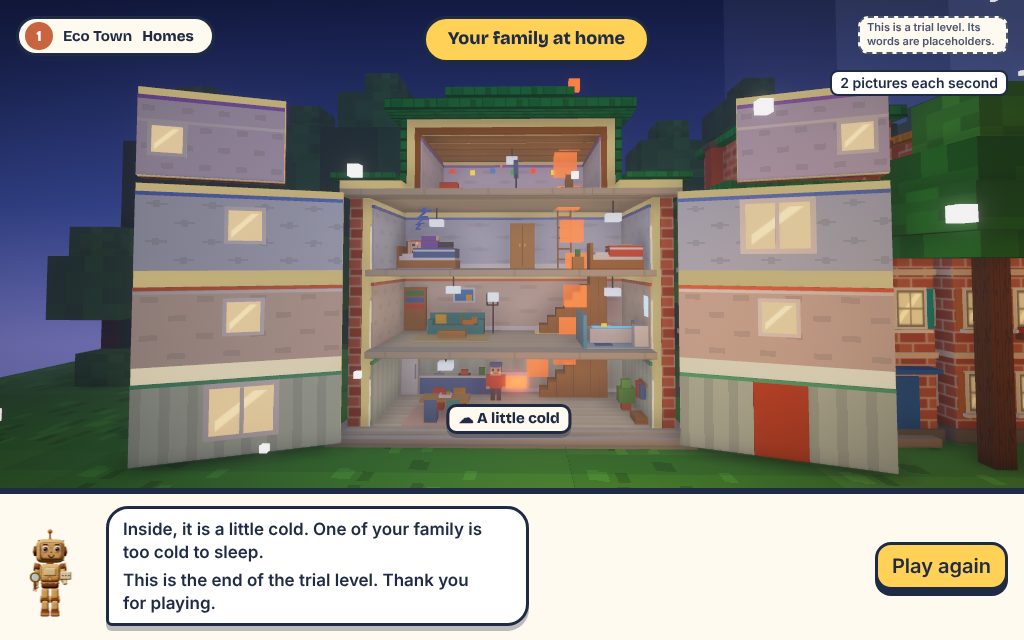 1 Eco Town Homes
Your family at home
This is a trial level. Its
words are placeholders.
2 pictures each second
A little cold
Inside, it is a little cold. One of your family is
too cold to sleep.
This is the end of the trial level. Thank you
for playing.
Play again